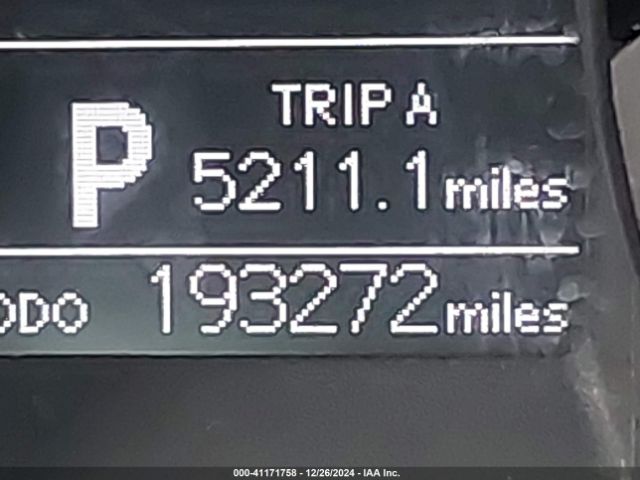 TRIP A
P 5211.1 miles
ODO 193272 miles
000-41171758 - 12/26/2024 - IAA Inc.